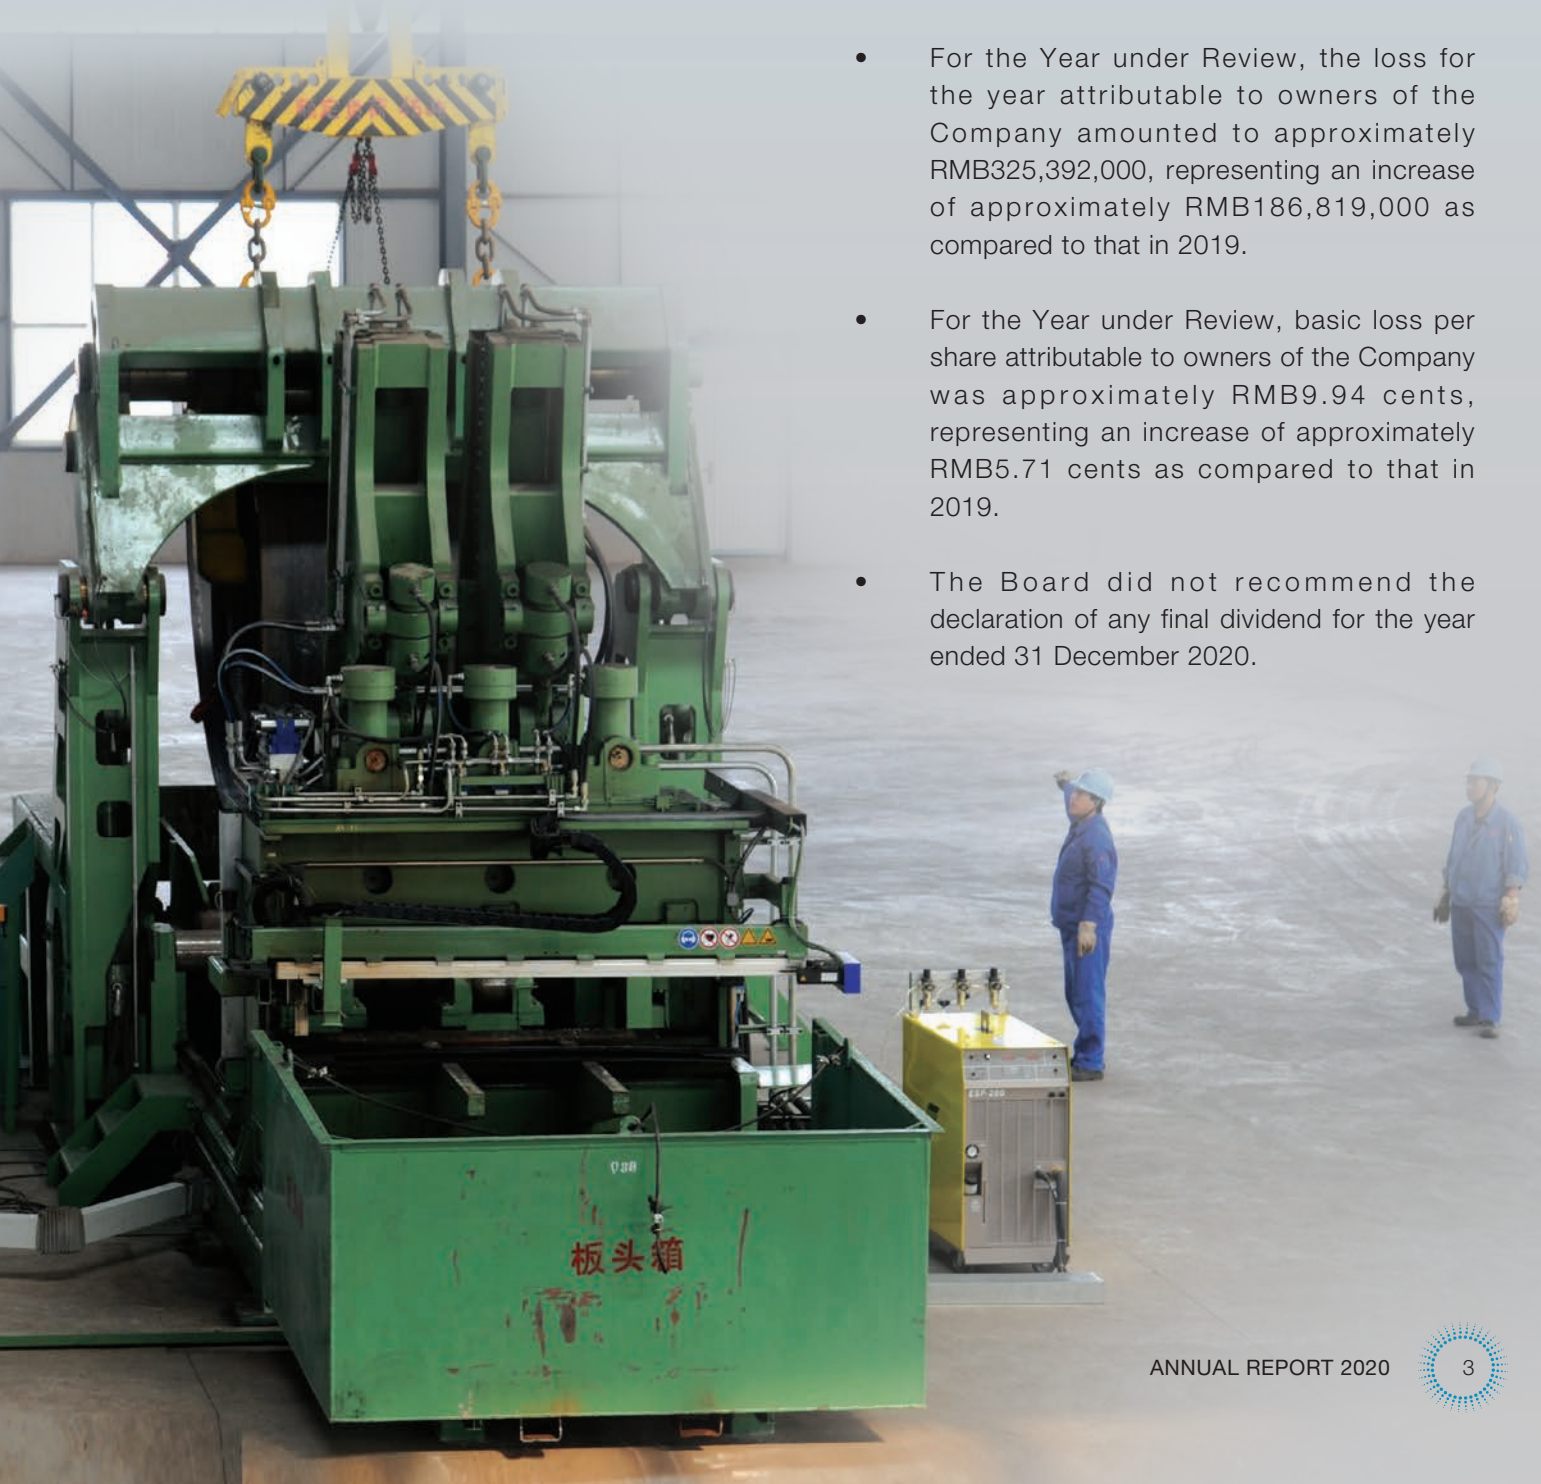 • For the Year under Review, the loss for
the year attributable to owners of the
Company amounted to approximately
RMB325,392,000, representing an increase
of approximately RMB186,819,000 as
compared to that in 2019.
• For the Year under Review, basic loss per
share attributable to owners of the Company
was approximately RMB9.94 cents,
representing an increase of approximately
RMB5.71 cents as compared to that in
2019.
• The Board did not recommend the
declaration of any final dividend for the year
ended 31 December 2020.
板头箱
ANNUAL REPORT 2020 3